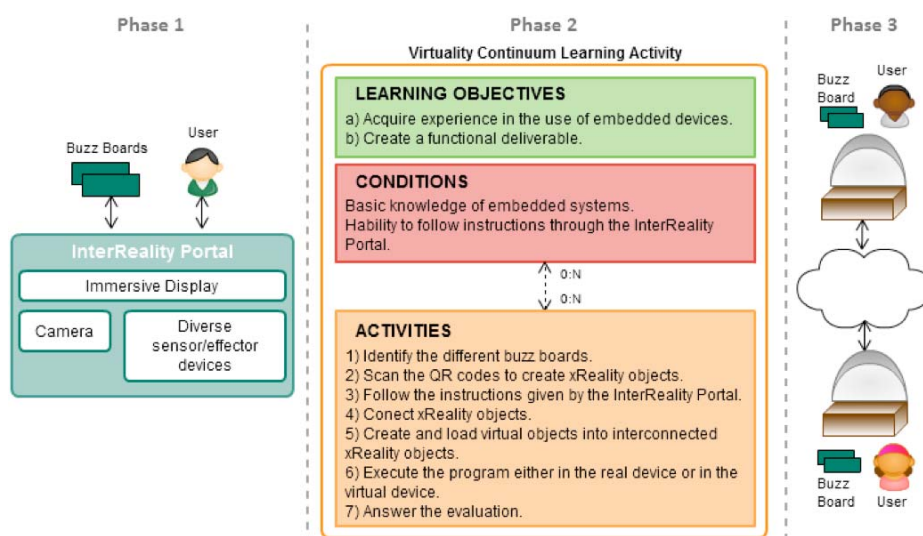 Phase 1
Buzz Boards
User
InterReality Portal
Immersive Display
Camera
Diverse
sensor/effector
devices
Phase 2
Virtuality Continuum Learning Activity
LEARNING OBJECTIVES
a) Acquire experience in the use of embedded devices.
b) Create a functional deliverable.
CONDITIONS
Basic knowledge of embedded systems.
Hability to follow instructions through the InterReality
Portal.
0:N
0:N
ACTIVITIES
1) Identify the different buzz boards.
2) Scan the QR codes to create xReality objects.
3) Follow the instructions given by the InterReality Portal.
4) Conect xReality objects.
5) Create and load virtual objects into interconnected
xReality objects.
6) Execute the program either in the real device or in the
virtual device.
7) Answer the evaluation.
Phase 3
Buzz
Board
User
Buzz
Board
User